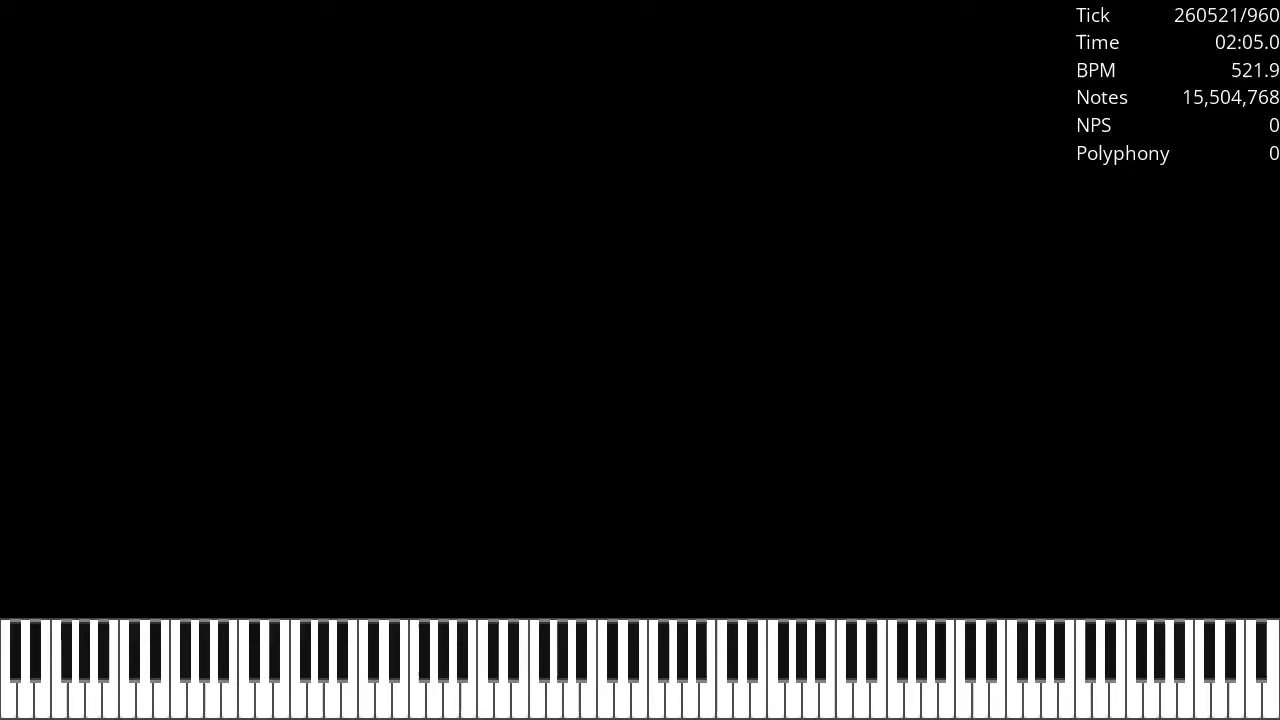 Tick 260521/960
Time 02:05.0
BPM 521.9
Notes 15,504,768
NPS 0
Polyphony 0